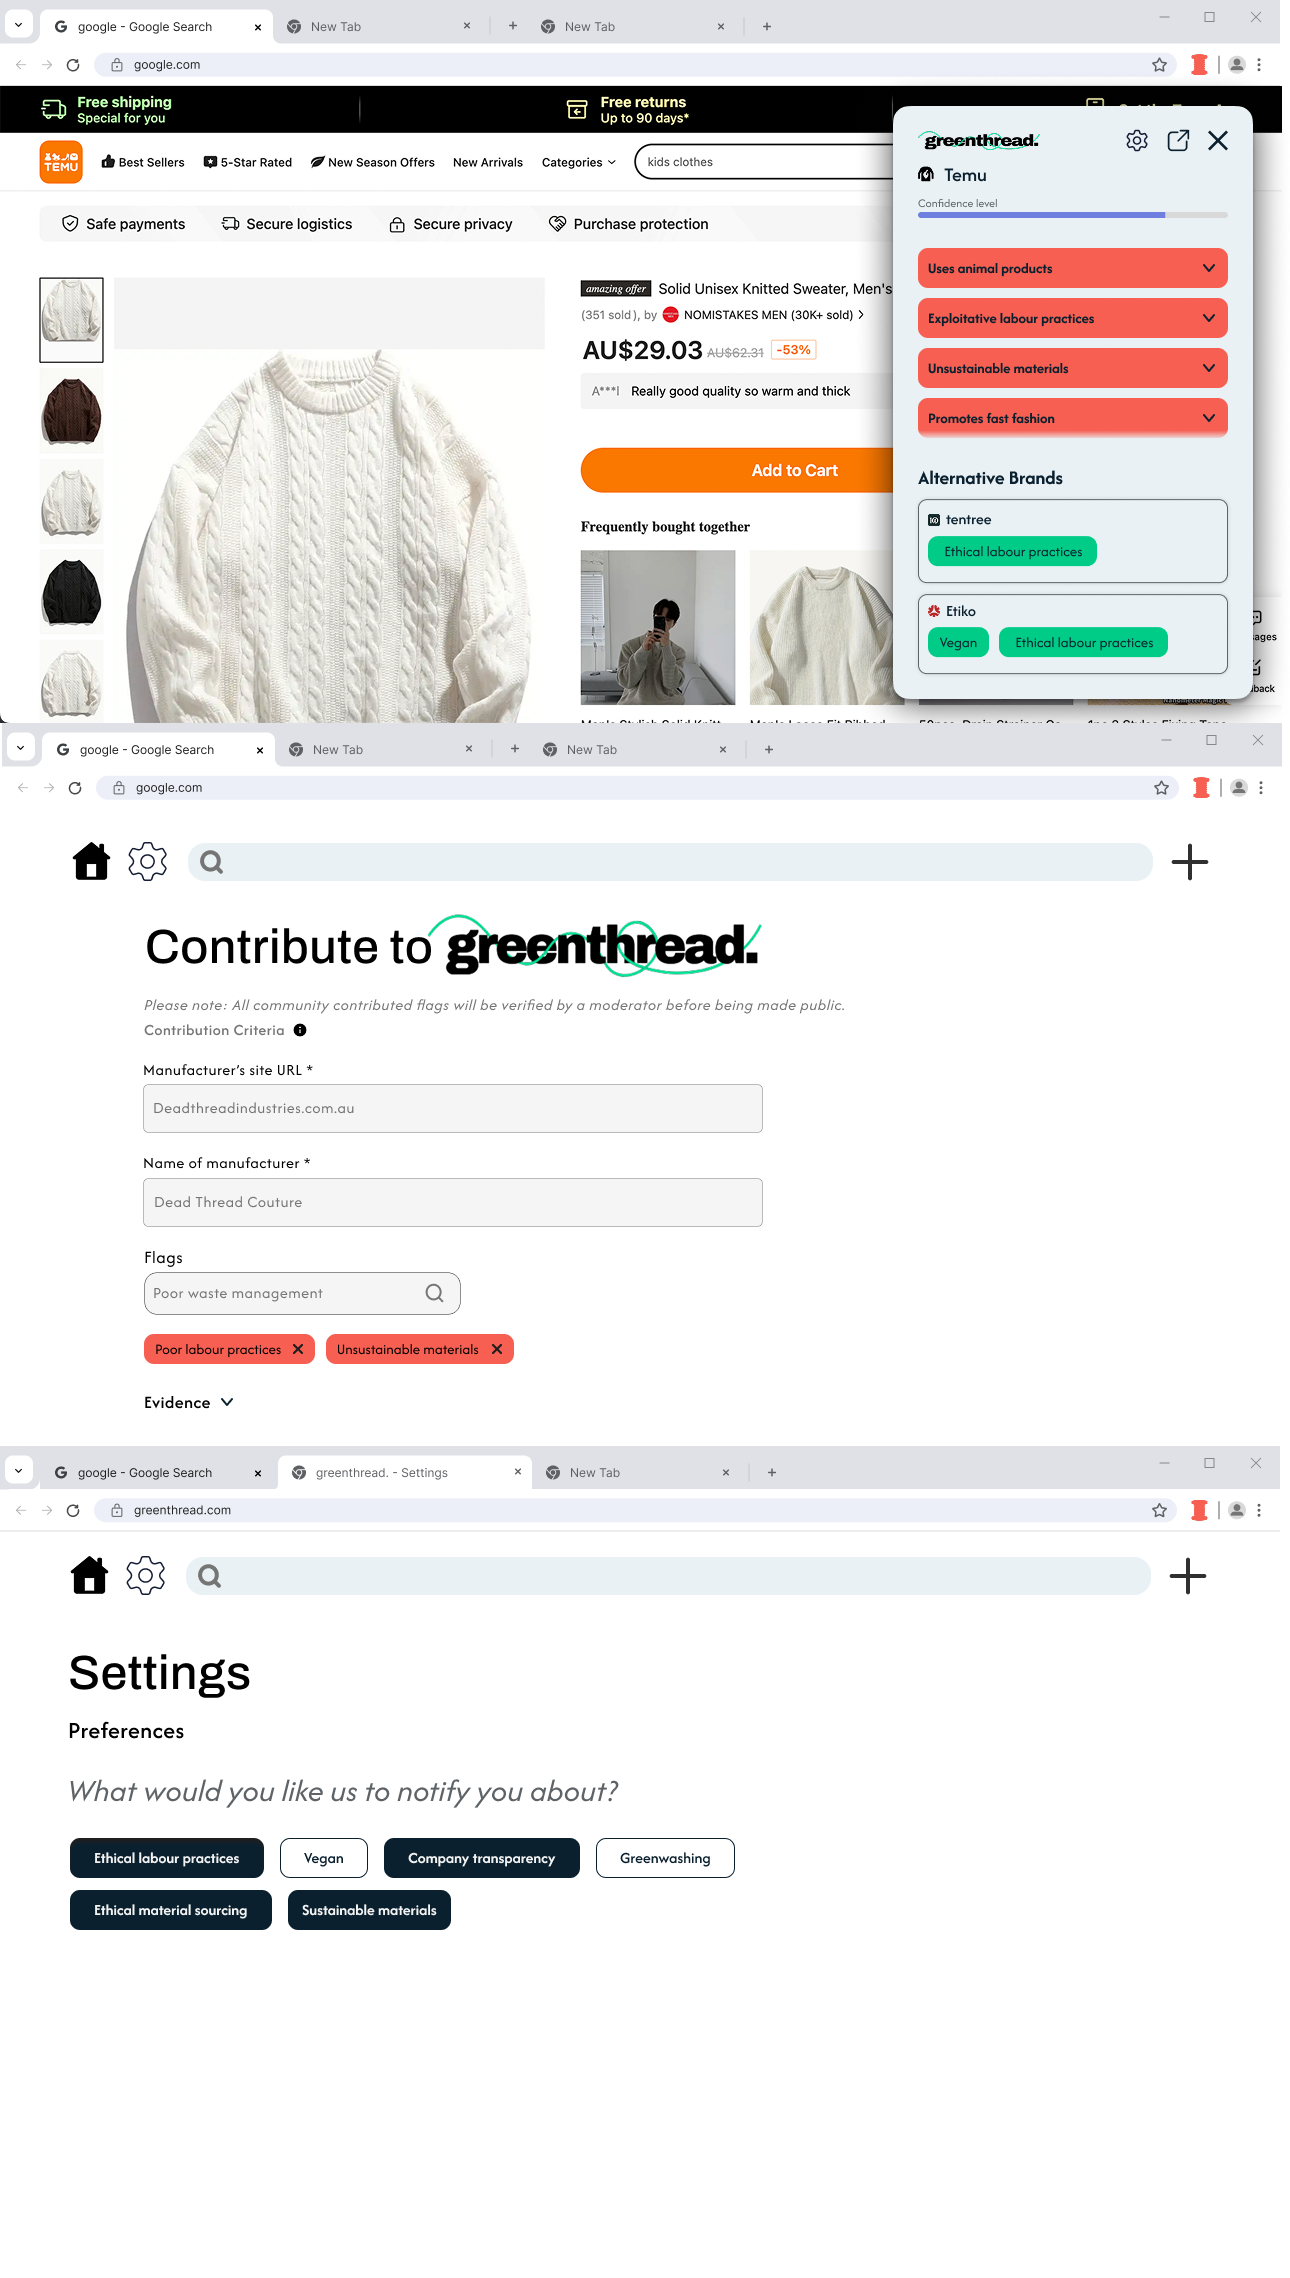 google - Google Search
New Tab
New Tab
google.com
Free shipping
Special for you
Free returns
Up to 90 days*
TEMU
Best Sellers
5-Star Rated
New Season Offers
New Arrivals
Categories
kids clothes
Safe payments
Secure logistics
Secure privacy
Purchase protection
amazing offer Solid Unisex Knitted Sweater, Men's
(351 sold), by NOMISTAKES MEN (30K+ sold)
AU$29.03 AU$62.31 -53%
A***l Really good quality so warm and thick
Add to Cart
Frequently bought together
greenthread.
Temu
Confidence level
Uses animal products
Exploitative labour practices
Unsustainable materials
Promotes fast fashion
Alternative Brands
tentree
Ethical labour practices
Etiko
Vegan
Ethical labour practices
google - Google Search
New Tab
New Tab
google.com
Contribute to greenthread.
Please note: All community contributed flags will be verified by a moderator before being made public.
Contribution Criteria
Manufacturer's site URL *
Deadthreadindustries.com.au
Name of manufacturer *
Dead Thread Couture
Flags
Poor waste management
Poor labour practices
Unsustainable materials
Evidence
google - Google Search
greenthread. - Settings
New Tab
greenthread.com
Settings
Preferences
What would you like us to notify you about?
Ethical labour practices
Vegan
Company transparency
Greenwashing
Ethical material sourcing
Sustainable materials